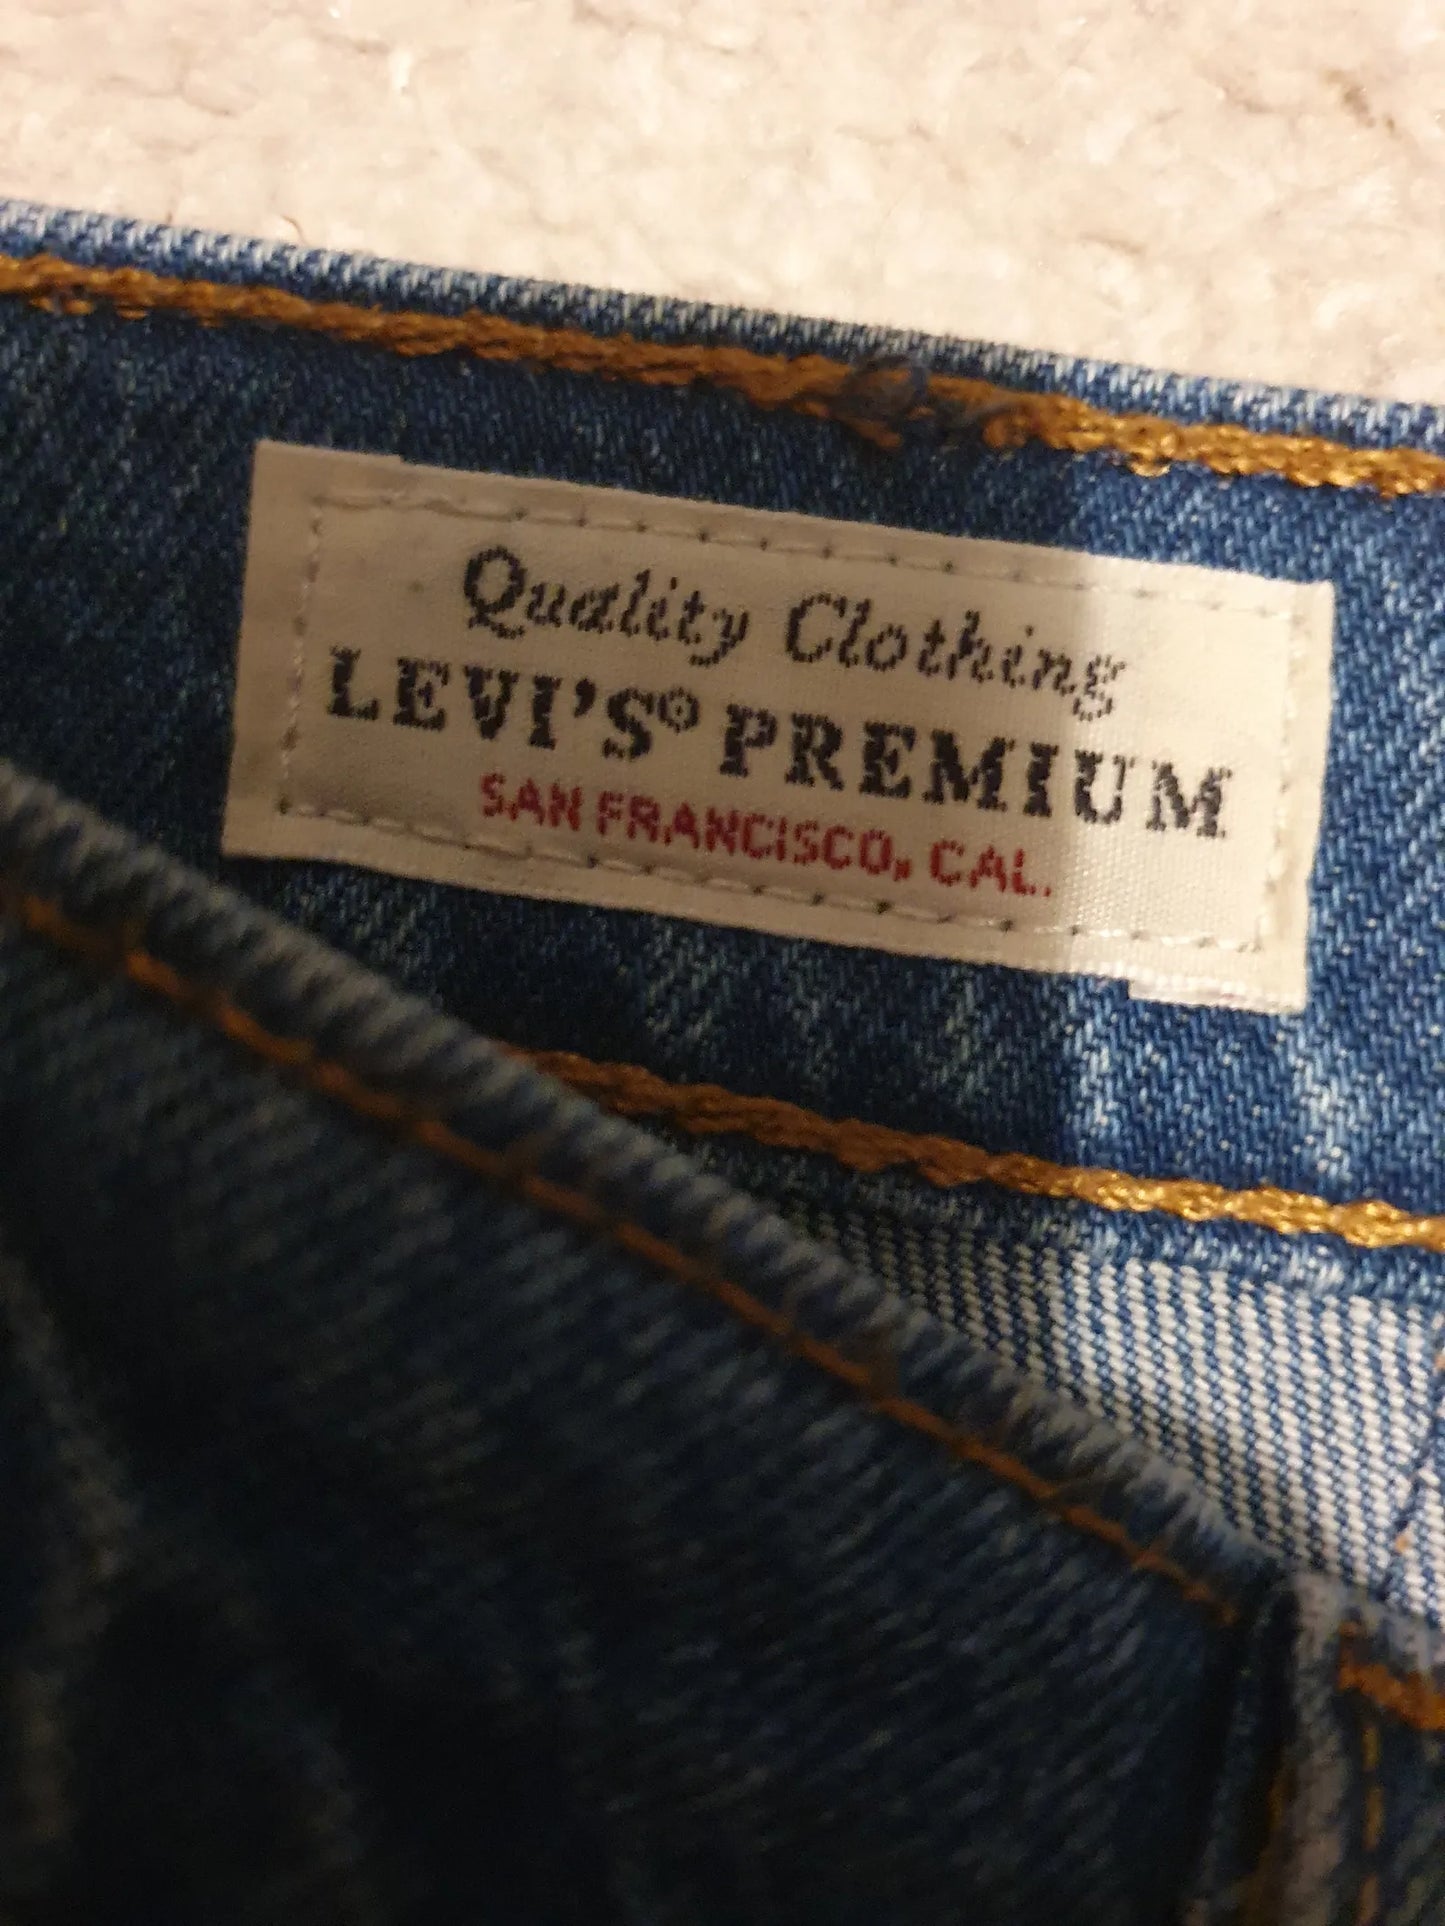 Quality Clothing
LEVI'S® PREMIUM
SAN FRANCISCO, CAL.